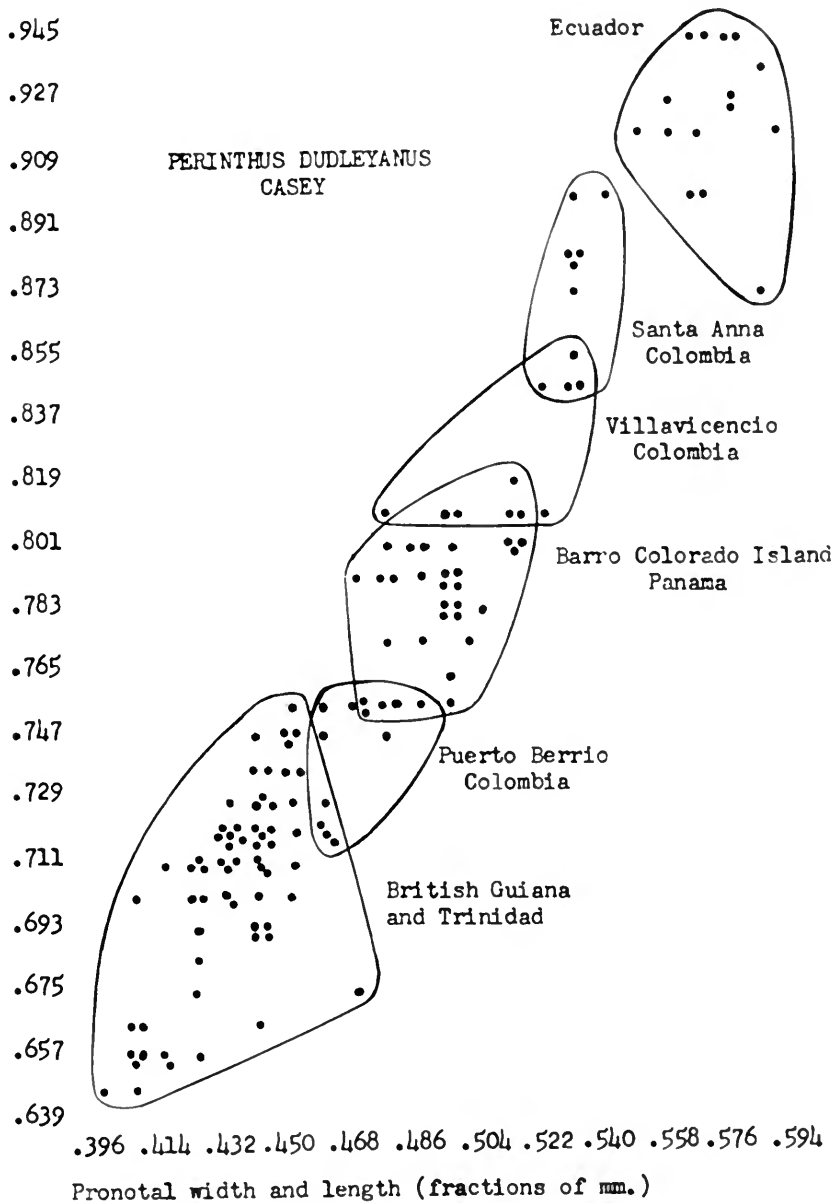 .945
Ecuador
.927
.909
PERINTHUS DUDLEYANUS
CASEY
.891
.873
.855
Santa Anna
Colombia
.837
Villavicencio
Colombia
.819
.801
Barro Colorado Island
Panama
.783
.765
.747
Puerto Berrio
Colombia
.729
.711
British Guiana
and Trinidad
.693
.675
.657
.639
.396 .414 .432 .450 .468 .486 .504 .522 .540 .558 .576 .594
Pronotal width and length (fractions of mm.)